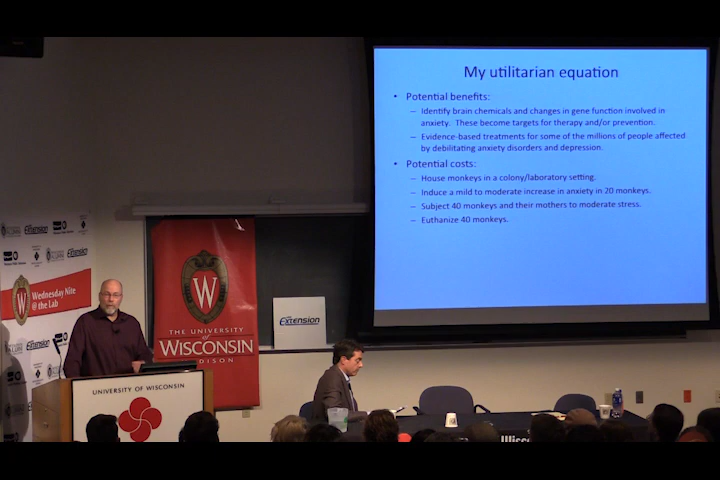 My utilitarian equation
• Potential benefits:
– Identify brain chemicals and changes in gene function involved in
anxiety. These become targets for therapy and/or prevention.
– Evidence-based treatments for some of the millions of people affected
by debilitating anxiety disorders and depression.
• Potential costs:
– House monkeys in a colony/laboratory setting.
– Induce a mild to moderate increase in anxiety in 20 monkeys.
– Subject 40 monkeys and their mothers to moderate stress.
– Euthanize 40 monkeys.
W
Wednesday Nite
@ the Lab
W
THE UNIVERSITY
of
WISCONSIN
Extension
UNIVERSITY OF WISCONSIN